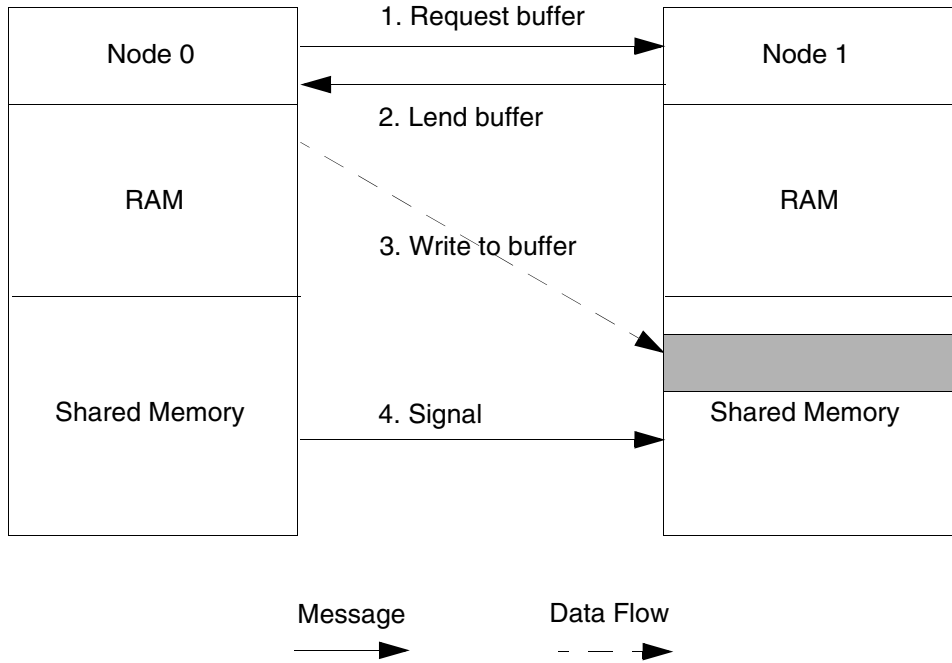 1. Request buffer
Node 0
Node 1
2. Lend buffer
RAM
RAM
3. Write to buffer
Shared Memory
4. Signal
Shared Memory
Message
Data Flow